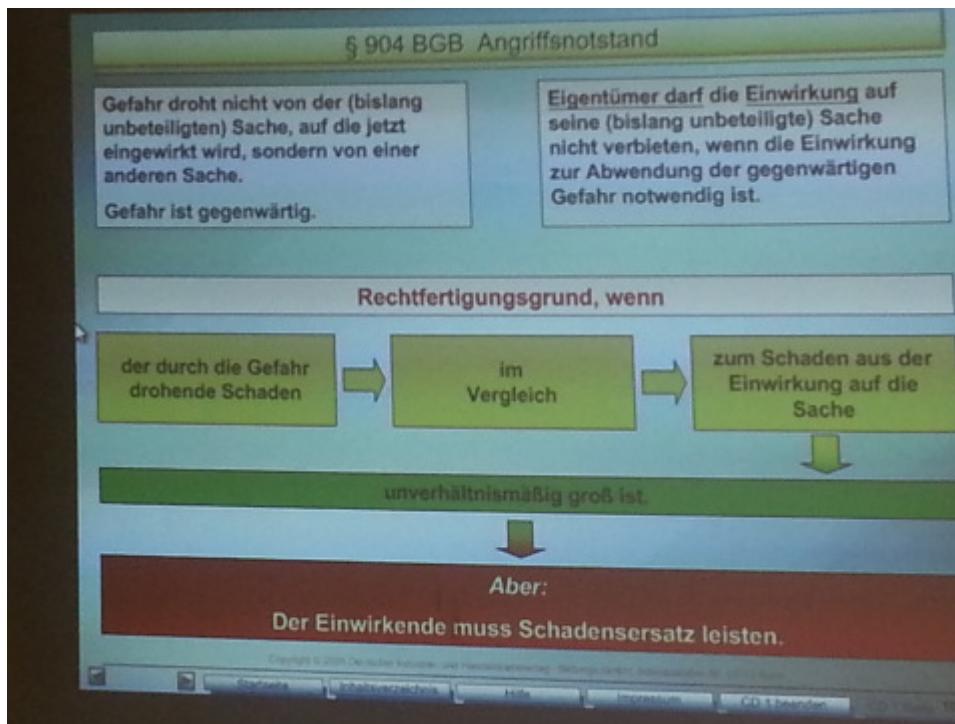 § 904 BGB Angriffsnotstand
Gefahr droht nicht von der (bislang
unbeteiligten) Sache, auf die jetzt
eingewirkt wird, sondern von einer
anderen Sache.
Gefahr ist gegenwärtig.
Eigentümer darf die Einwirkung auf
seine (bislang unbeteiligte) Sache
nicht verbieten, wenn die Einwirkung
zur Abwendung der gegenwärtigen
Gefahr notwendig ist.
Rechtfertigungsgrund, wenn
der durch die Gefahr
drohende Schaden
im
Vergleich
zum Schaden aus der
Einwirkung auf die
Sache
unverhältnismäßig groß ist.
Aber:
Der Einwirkende muss Schadensersatz leisten.
Startseite
Inhaltsverzeichnis
Hilfe
Impressum
CD 1 beenden